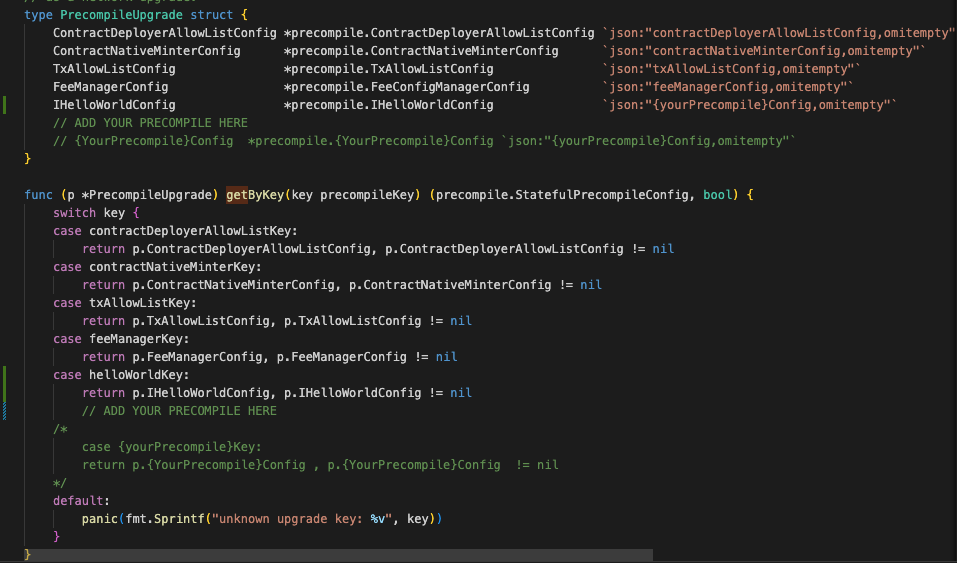 type PrecompileUpgrade struct {
    ContractDeployerAllowListConfig *precompile.ContractDeployerAllowListConfig `json:"contractDeployerAllowListConfig,omitempty"
    ContractNativeMinterConfig      *precompile.ContractNativeMinterConfig      `json:"contractNativeMinterConfig,omitempty"`
    TxAllowListConfig               *precompile.TxAllowListConfig               `json:"txAllowListConfig,omitempty"`
    FeeManagerConfig                *precompile.FeeConfigManagerConfig          `json:"feeManagerConfig,omitempty"`
    IHelloWorldConfig               *precompile.IHelloWorldConfig               `json:"{yourPrecompile}Config,omitempty"`
    // ADD YOUR PRECOMPILE HERE
    // {YourPrecompile}Config  *precompile.{YourPrecompile}Config `json:"{yourPrecompile}Config,omitempty"`
}
func (p *PrecompileUpgrade) getByKey(key precompileKey) (precompile.StatefulPrecompileConfig, bool) {
    switch key {
    case contractDeployerAllowListKey:
        return p.ContractDeployerAllowListConfig, p.ContractDeployerAllowListConfig != nil
    case contractNativeMinterKey:
        return p.ContractNativeMinterConfig, p.ContractNativeMinterConfig != nil
    case txAllowListKey:
        return p.TxAllowListConfig, p.TxAllowListConfig != nil
    case feeManagerKey:
        return p.FeeManagerConfig, p.FeeManagerConfig != nil
    case helloWorldKey:
        return p.IHelloWorldConfig, p.IHelloWorldConfig != nil
        // ADD YOUR PRECOMPILE HERE
    /*
        case {yourPrecompile}Key:
        return p.{YourPrecompile}Config , p.{YourPrecompile}Config  != nil
    */
    default:
        panic(fmt.Sprintf("unknown upgrade key: %v", key))
    }
}